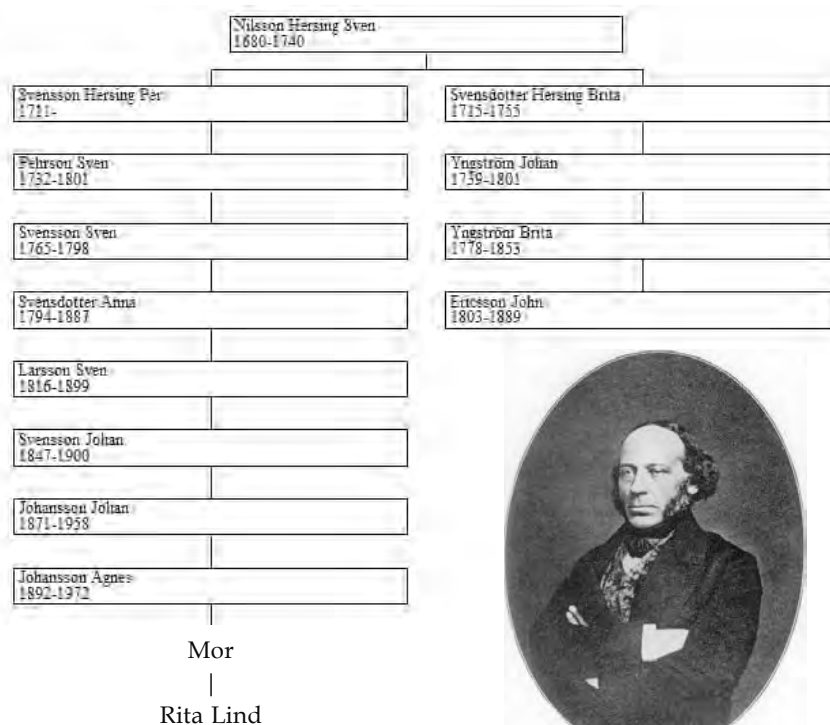 Nilsson Hersing Sven
1680-1740
Svensson Hersing Per
1711-
Pehrson Sven
1732-1801
Svensson Sven
1765-1798
Svensdotter Anna
1794-1887
Larsson Sven
1816-1899
Svensson Johan
1847-1900
Johansson Johan
1871-1958
Johansson Agnes
1892-1972
Mor
Rita Lind
Svensdotter Hersing Brita
1715-1755
Yngström Johan
1739-1801
Yngström Brita
1778-1853
Ericsson John
1803-1889